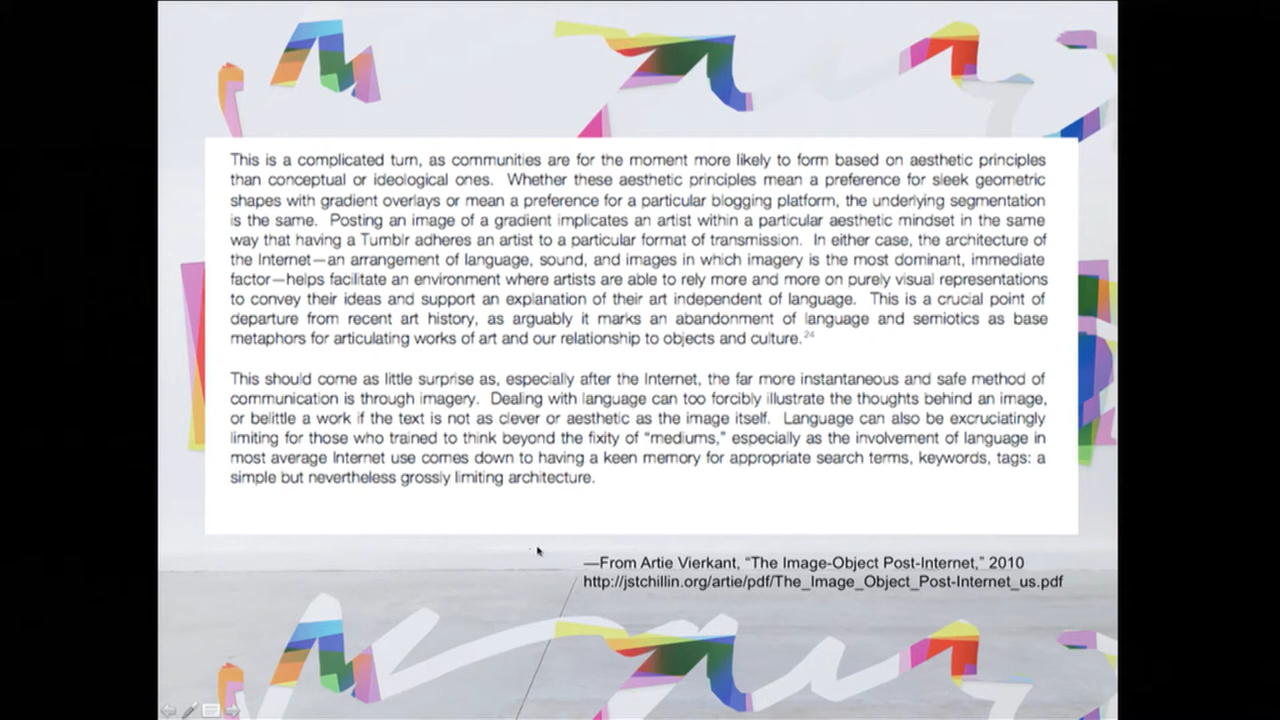 This is a complicated turn, as communities are for the moment more likely to form based on aesthetic principles
than conceptual or ideological ones. Whether these aesthetic principles mean a preference for sleek geometric
shapes with gradient overlays or mean a preference for a particular blogging platform, the underlying segmentation
is the same. Posting an image of a gradient implicates an artist within a particular aesthetic mindset in the same
way that having a Tumblr adheres an artist to a particular format of transmission. In either case, the architecture of
the Internet—an arrangement of language, sound, and images in which imagery is the most dominant, immediate
factor—helps facilitate an environment where artists are able to rely more and more on purely visual representations
to convey their ideas and support an explanation of their art independent of language. This is a crucial point of
departure from recent art history, as arguably it marks an abandonment of language and semiotics as base
metaphors for articulating works of art and our relationship to objects and culture.24
This should come as little surprise as, especially after the Internet, the far more instantaneous and safe method of
communication is through imagery. Dealing with language can too forcibly illustrate the thoughts behind an image,
or belittle a work if the text is not as clever or aesthetic as the image itself. Language can also be excruciatingly
limiting for those who trained to think beyond the fixity of “mediums,” especially as the involvement of language in
most average Internet use comes down to having a keen memory for appropriate search terms, keywords, tags: a
simple but nevertheless grossly limiting architecture.
—From Artie Vierkant, “The Image-Object Post-Internet,” 2010
http://jstchillin.org/artie/pdf/The_Image_Object_Post-Internet_us.pdf